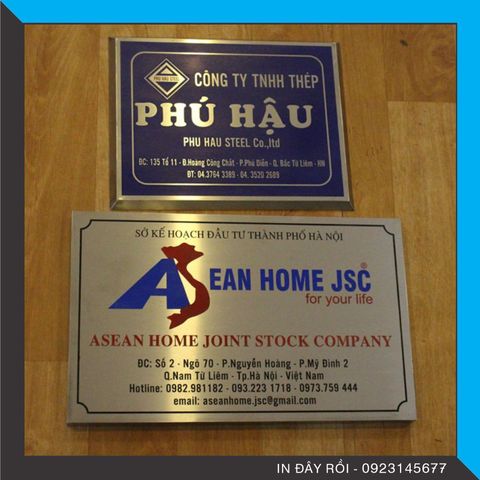 PHU HAU STEEL
CÔNG TY TNHH THÉP
PHÚ HẬU
PHU HAU STEEL Co.,ltd
ĐC: 135 Tổ 11 - Đ.Hoàng Công Chất - P.Phú Diễn - Q. Bắc Từ Liêm - HN
ĐT: 04.3764 3389 - 04. 3520 2689
SỞ KẾ HOẠCH ĐẦU TƯ THÀNH PHỐ HÀ NỘI
ASEAN HOME JSC®
for your life
ASEAN HOME JOINT STOCK COMPANY
ĐC: Số 2 - Ngõ 70 - P.Nguyễn Hoàng - P.Mỹ Đình 2
Q.Nam Từ Liêm - Tp.Hà Nội - Việt Nam
Hotline: 0982.981182 - 093.223 1718 - 0973.759 444
email: aseanhome.jsc@gmail.com
IN ĐÂY RỒI - 0923145677